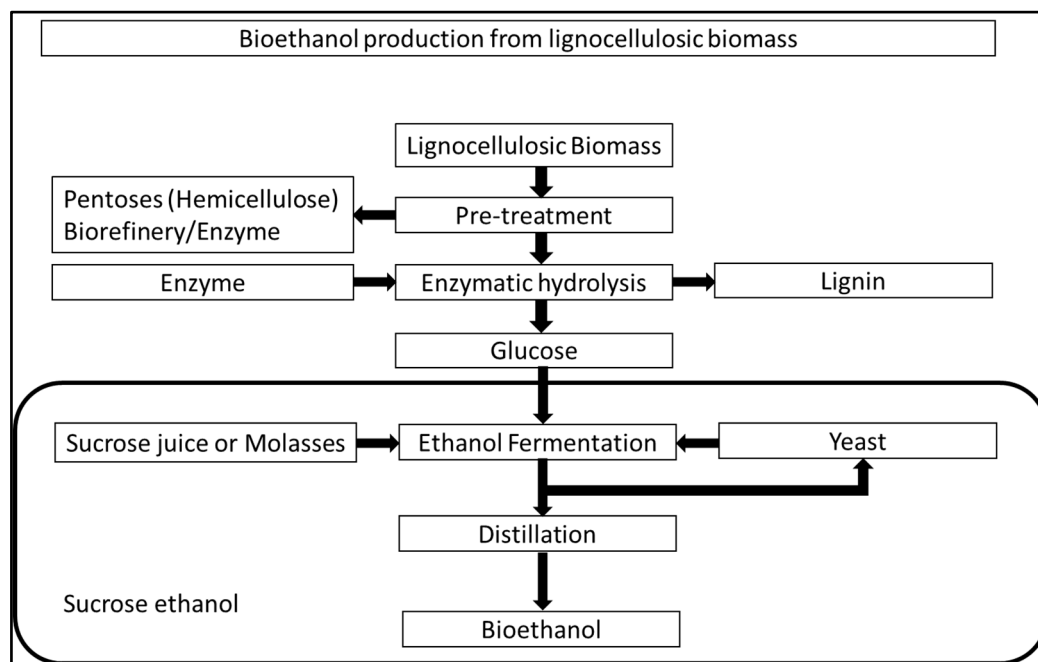 Bioethanol production from lignocellulosic biomass
Lignocellulosic Biomass
Pentoses (Hemicellulose)
Biorefinery/Enzyme
Pre-treatment
Enzyme
Enzymatic hydrolysis
Lignin
Glucose
Sucrose juice or Molasses
Ethanol Fermentation
Yeast
Distillation
Sucrose ethanol
Bioethanol